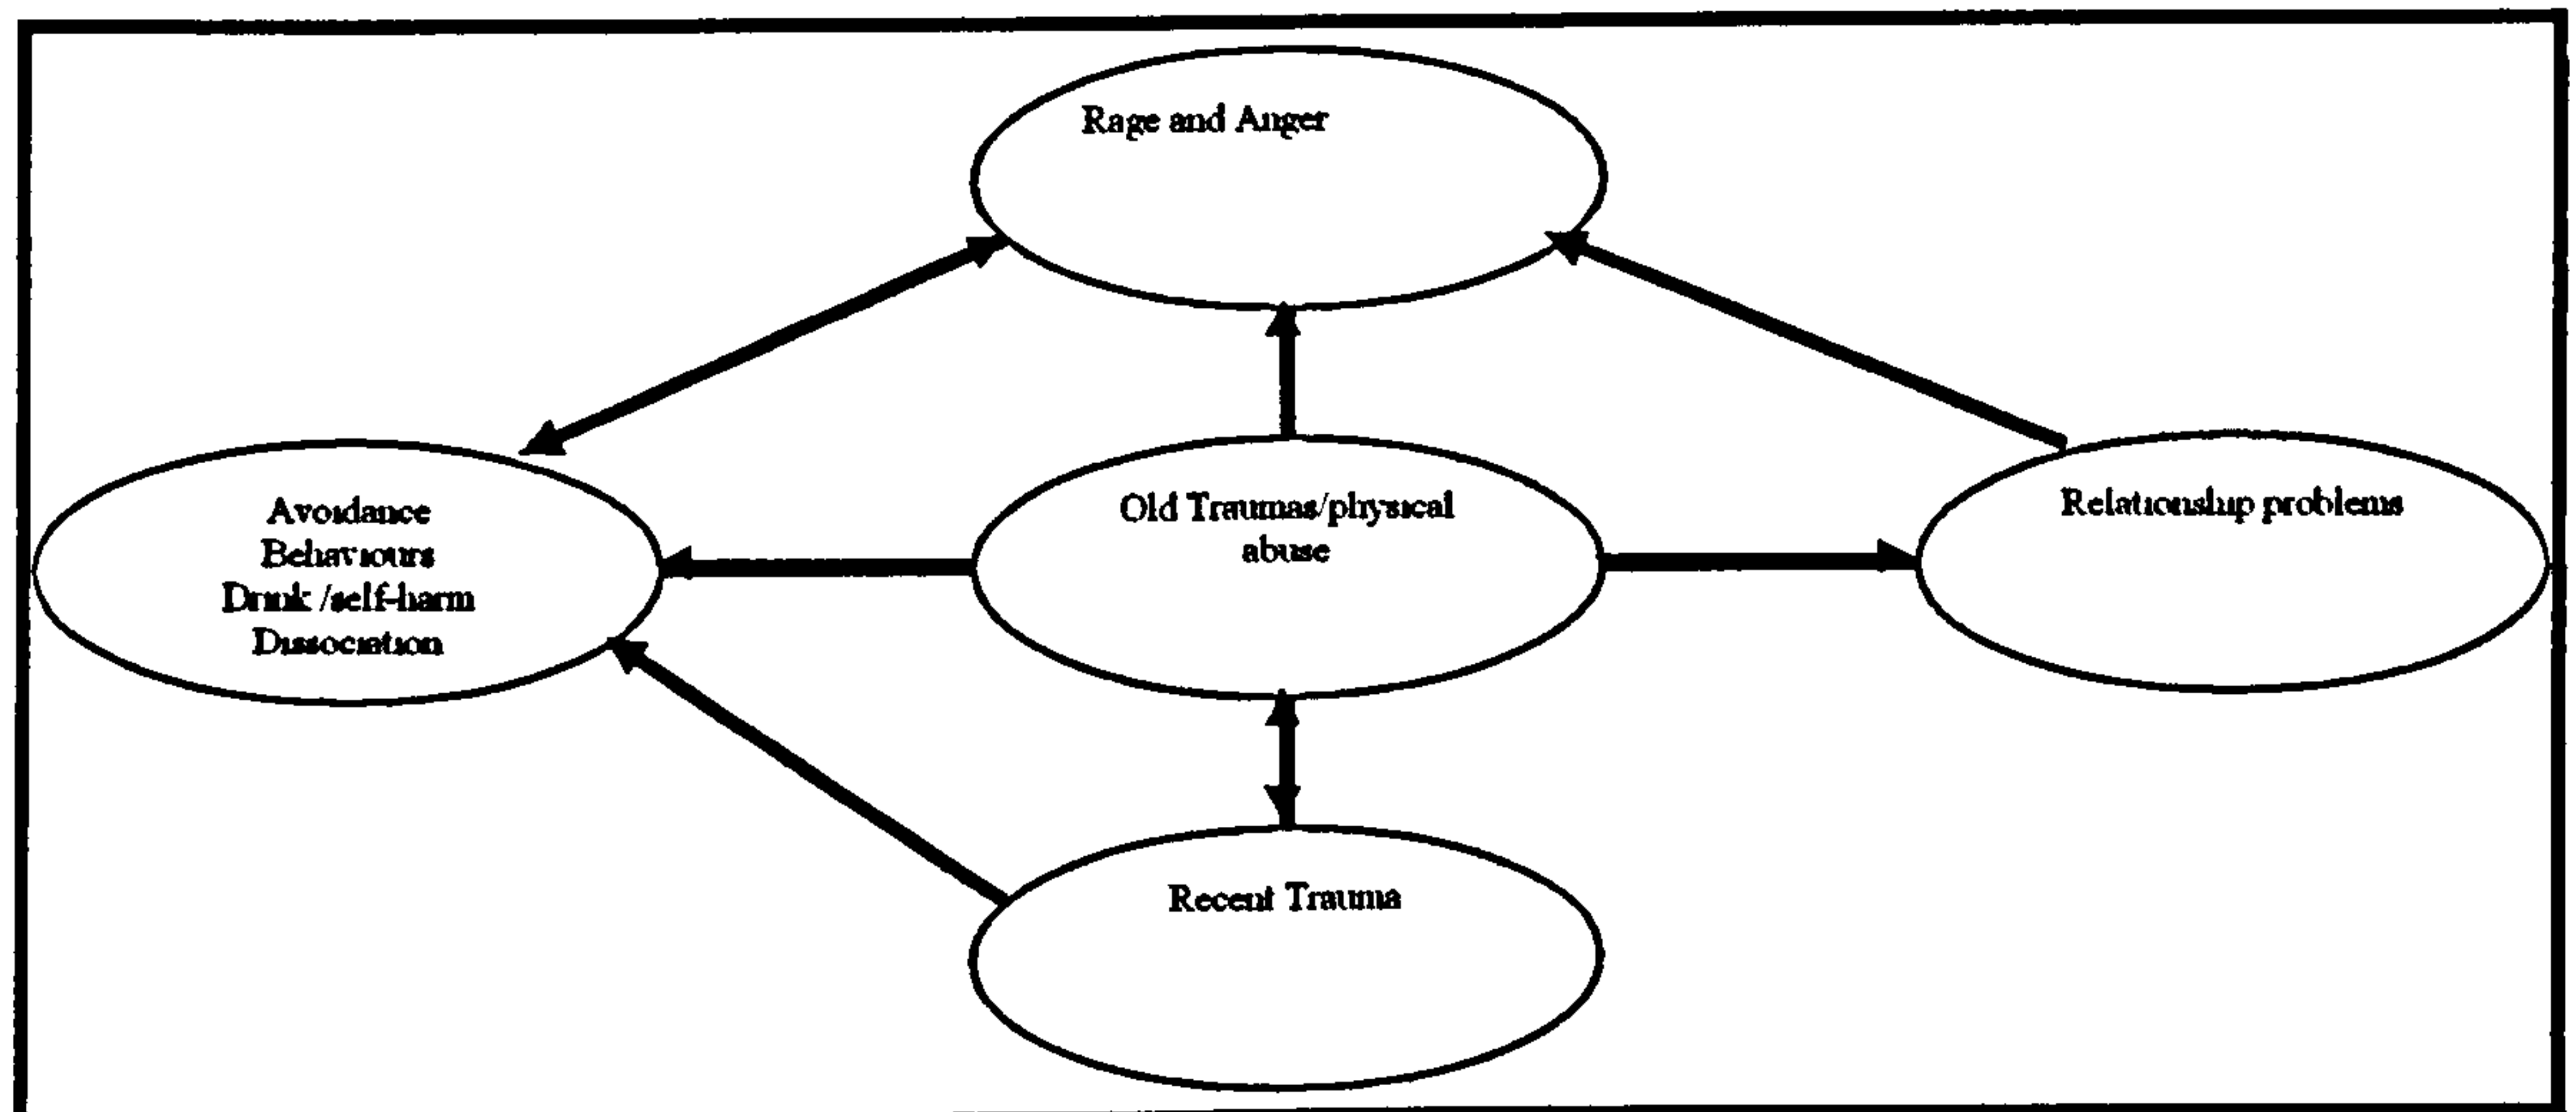 Rage and Anger
Old Traumas/physical
abuse
Avoidance
Behaviours
Drink /self-harm
Dissociation
Relationship problems
Recent Trauma